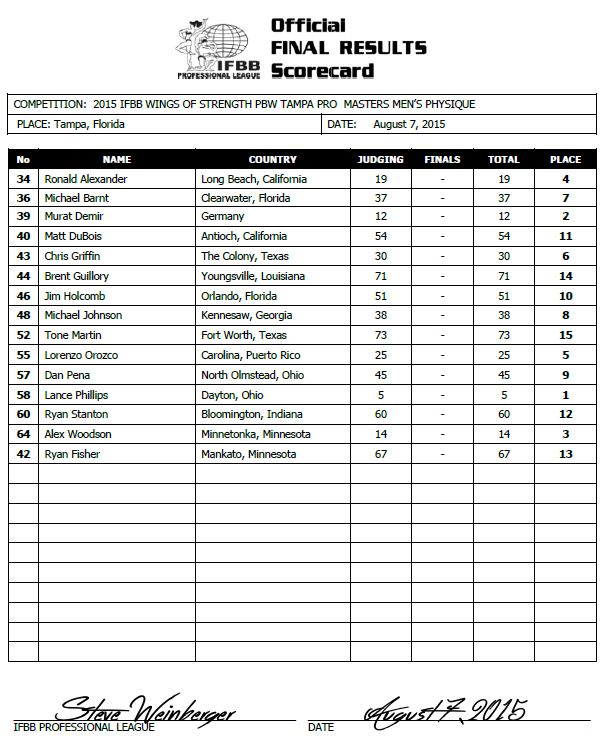 Official
FINAL RESULTS
Scorecard
IFBB
PROFESSIONAL LEAGUE
COMPETITION: 2015 IFBB WINGS OF STRENGTH PBW TAMPA PRO MASTERS MEN'S PHYSIQUE
PLACE: Tampa, Florida DATE: August 7, 2015
No NAME COUNTRY JUDGING FINALS TOTAL PLACE
34 Ronald Alexander Long Beach, California 19 - 19 4
36 Michael Barnt Clearwater, Florida 37 - 37 7
39 Murat Demir Germany 12 - 12 2
40 Matt DuBois Antioch, California 54 - 54 11
43 Chris Griffin The Colony, Texas 30 - 30 6
44 Brent Guillory Youngsville, Louisiana 71 - 71 14
46 Jim Holcomb Orlando, Florida 51 - 51 10
48 Michael Johnson Kennesaw, Georgia 38 - 38 8
52 Tone Martin Fort Worth, Texas 73 - 73 15
55 Lorenzo Orozco Carolina, Puerto Rico 25 - 25 5
57 Dan Pena North Olmstead, Ohio 45 - 45 9
58 Lance Phillips Dayton, Ohio 5 - 5 1
60 Ryan Stanton Bloomington, Indiana 60 - 60 12
64 Alex Woodson Minnetonka, Minnesota 14 - 14 3
42 Ryan Fisher Mankato, Minnesota 67 - 67 13
Steve Weinberger August 7, 2015
IFBB PROFESSIONAL LEAGUE DATE